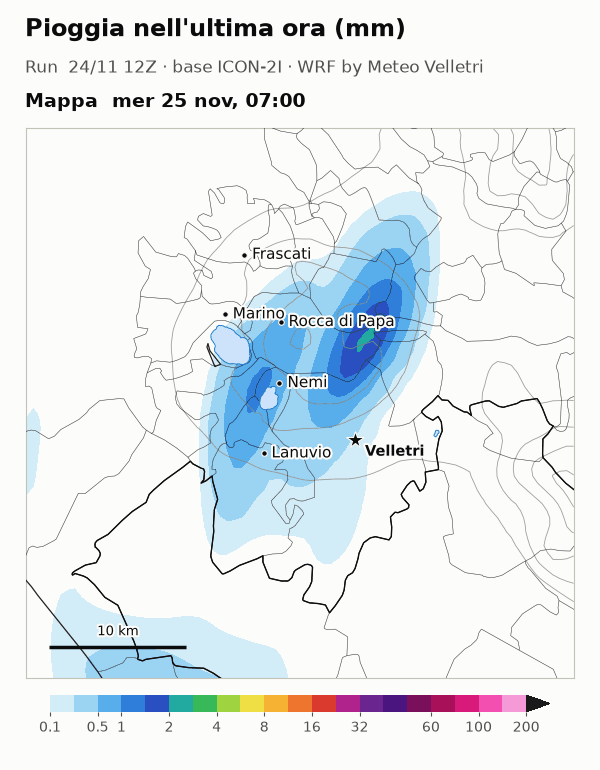 Pioggia nell'ultima ora (mm)
Run  24/11 12Z · base ICON-2I · WRF by Meteo Velletri
Mappa  mer 25 nov, 07:00
Frascati
Marino
Rocca di Papa
Nemi
Velletri
Lanuvio
10 km
0.1 0.5 1 2 4 8 16 32 60 100 200